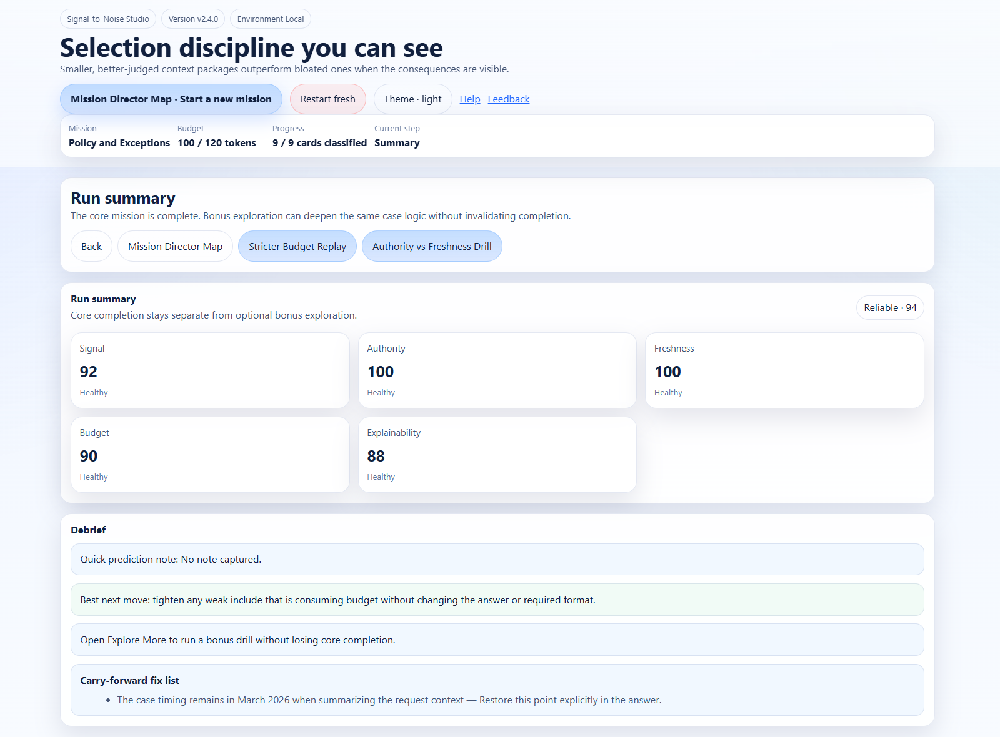 Signal-to-Noise Studio
Version v2.4.0
Environment Local
Selection discipline you can see
Smaller, better-judged context packages outperform bloated ones when the consequences are visible.
Mission Director Map · Start a new mission
Restart fresh
Theme · light
Help
Feedback
Mission
Policy and Exceptions
Budget
100 / 120 tokens
Progress
9 / 9 cards classified
Current step
Summary
Run summary
The core mission is complete. Bonus exploration can deepen the same case logic without invalidating completion.
Back
Mission Director Map
Stricter Budget Replay
Authority vs Freshness Drill
Run summary
Core completion stays separate from optional bonus exploration.
Reliable · 94
Signal
92
Healthy
Authority
100
Healthy
Freshness
100
Healthy
Budget
90
Healthy
Explainability
88
Healthy
Debrief
Quick prediction note: No note captured.
Best next move: tighten any weak include that is consuming budget without changing the answer or required format.
Open Explore More to run a bonus drill without losing core completion.
Carry-forward fix list
• The case timing remains in March 2026 when summarizing the request context — Restore this point explicitly in the answer.